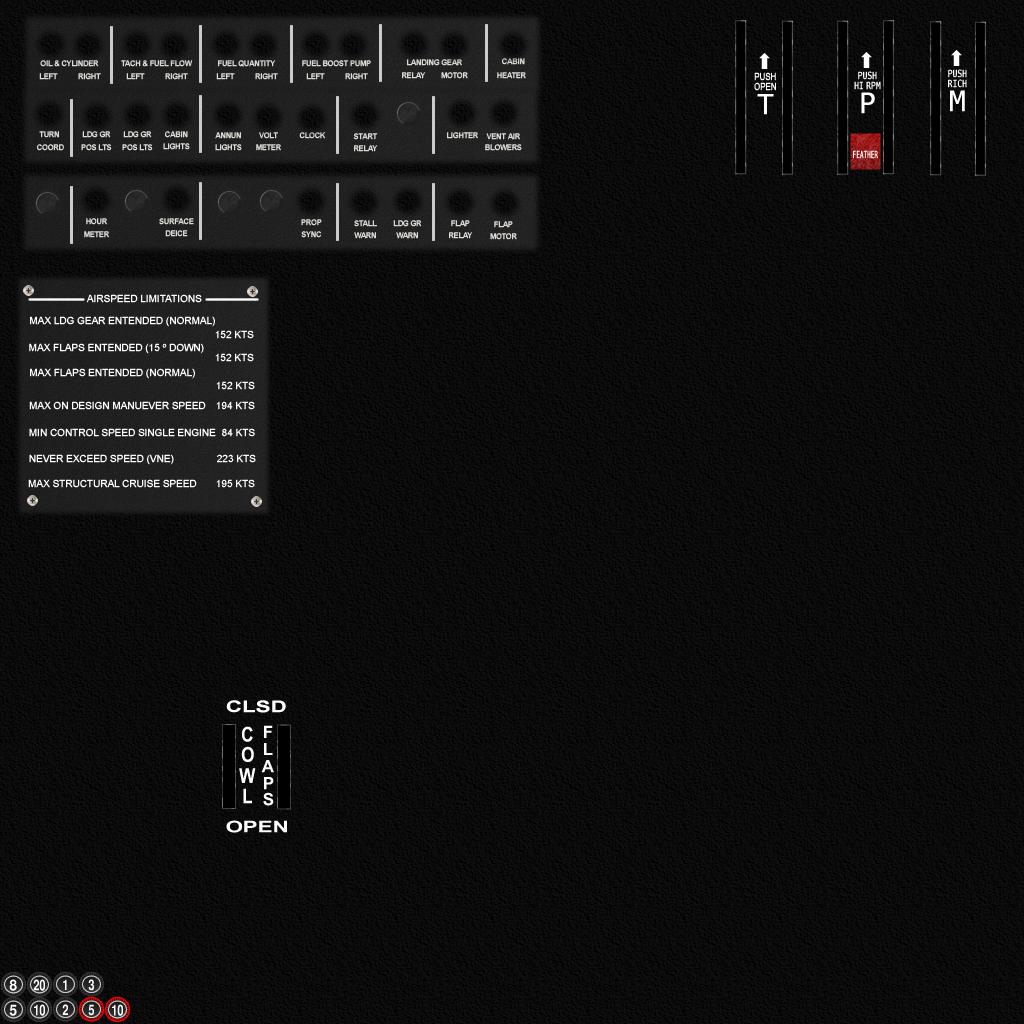 OIL & CYLINDER
LEFT RIGHT
TACH & FUEL FLOW
LEFT RIGHT
FUEL QUANTITY
LEFT RIGHT
FUEL BOOST PUMP
LEFT RIGHT
LANDING GEAR
RELAY MOTOR
CABIN
HEATER
TURN
COORD
LDG GR
POS LTS
LDG GR
POS LTS
CABIN
LIGHTS
ANNUN
LIGHTS
VOLT
METER
CLOCK
START
RELAY
LIGHTER
VENT AIR
BLOWERS
HOUR
METER
SURFACE
DEICE
PROP
SYNC
STALL
WARN
LDG GR
WARN
FLAP
RELAY
FLAP
MOTOR
PUSH
OPEN
T
PUSH
HI RPM
P
FEATHER
PUSH
RICH
M
AIRSPEED LIMITATIONS
MAX LDG GEAR ENTENDED (NORMAL)
152 KTS
MAX FLAPS ENTENDED (15 º DOWN)
152 KTS
MAX FLAPS ENTENDED (NORMAL)
152 KTS
MAX ON DESIGN MANUEVER SPEED 194 KTS
MIN CONTROL SPEED SINGLE ENGINE 84 KTS
NEVER EXCEED SPEED (VNE) 223 KTS
MAX STRUCTURAL CRUISE SPEED 195 KTS
CLSD
COWL
FLAPS
OPEN
8 20 1 3
5 10 2 5 10